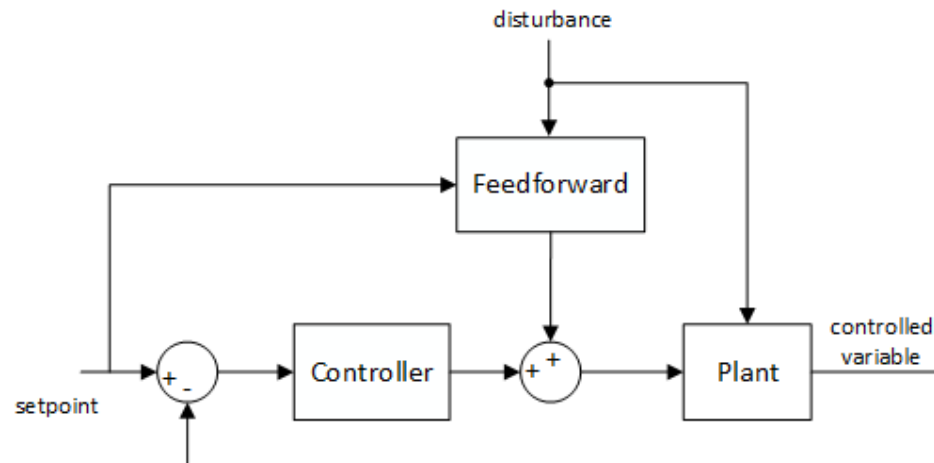 disturbance
Feedforward
controlled
variable
+
+ -
Controller
+
Plant
setpoint